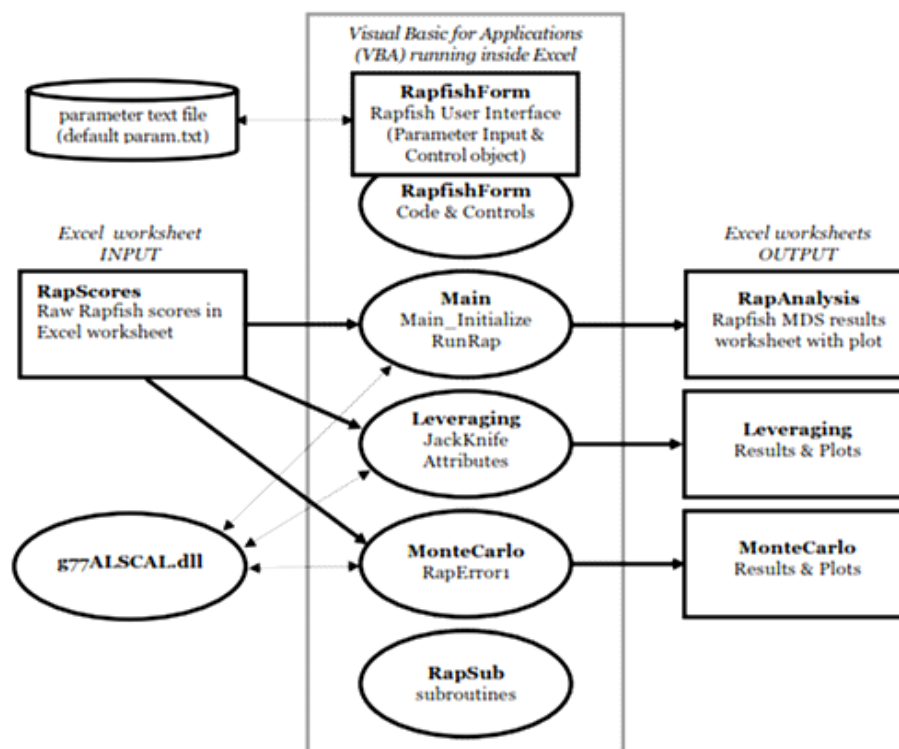 Visual Basic for Applications
(VBA) running inside Excel
RapfishForm
Rapfish User Interface
(Parameter Input &
Control object)
parameter text file
(default param.txt)
RapfishForm
Code & Controls
Excel worksheet
INPUT
Excel worksheets
OUTPUT
RapScores
Raw Rapfish scores in
Excel worksheet
Main
Main_Initialize
RunRap
RapAnalysis
Rapfish MDS results
worksheet with plot
Leveraging
JackKnife
Attributes
Leveraging
Results & Plots
g77ALSCAL.dll
MonteCarlo
RapError1
MonteCarlo
Results & Plots
RapSub
subroutines